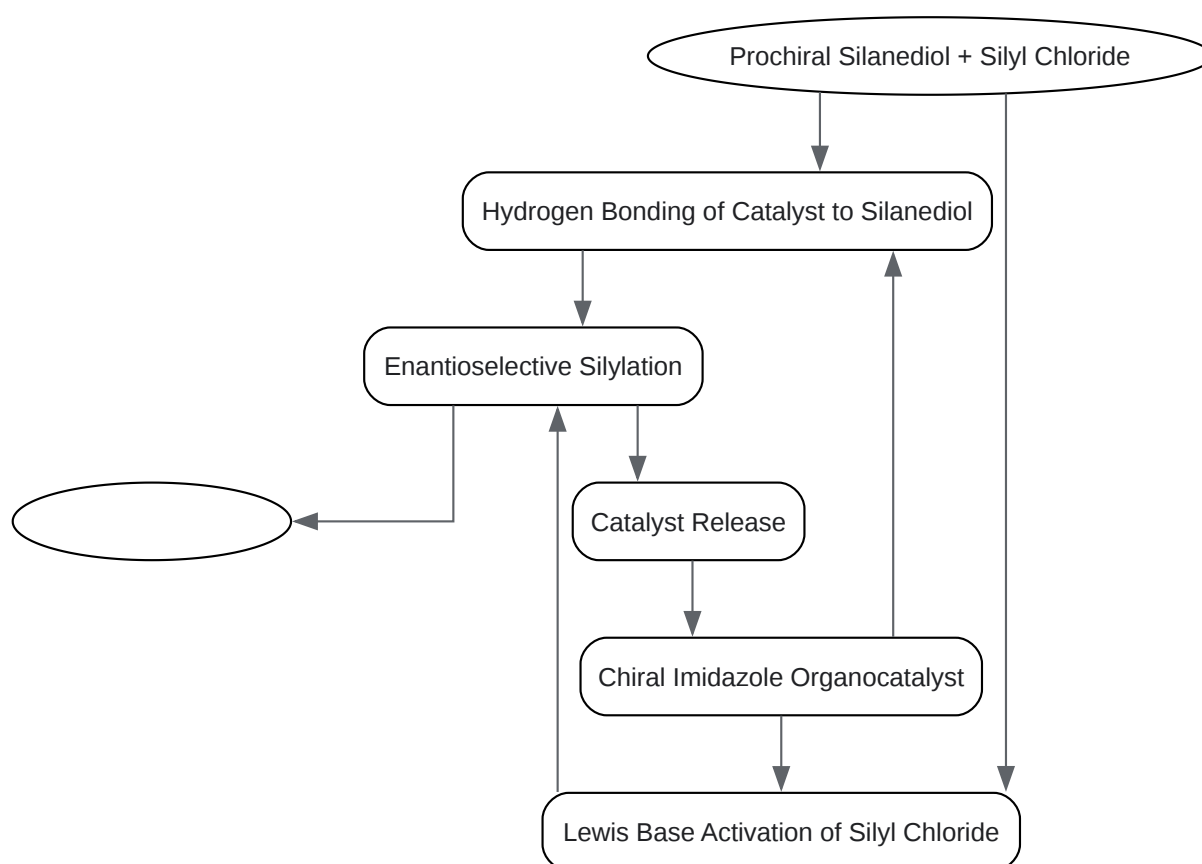 Prochiral Silanediol + Silyl Chloride
Hydrogen Bonding of Catalyst to Silanediol
Enantioselective Silylation
Catalyst Release
Chiral Imidazole Organocatalyst
Lewis Base Activation of Silyl Chloride